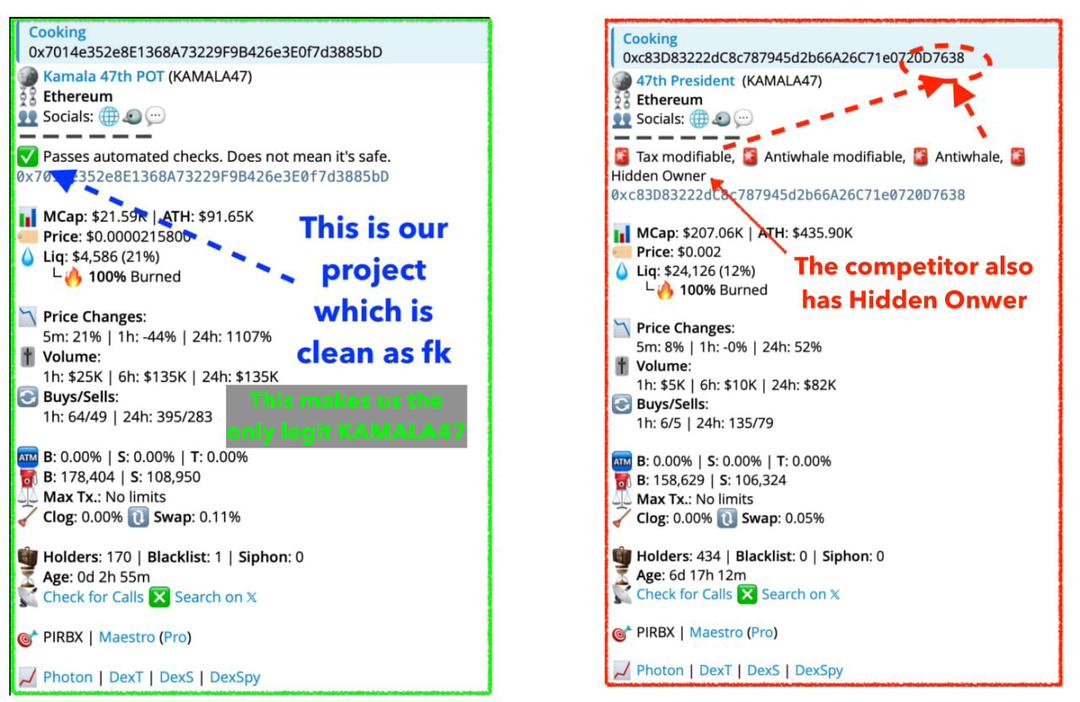 Cooking
0x7014e352e8E1368A73229F9B426e3E0f7d3885bD
Kamala 47th POT (KAMALA47)
Ethereum
Socials:
Passes automated checks. Does not mean it's safe.
0x7014e352e8E1368A73229F9B426e3E0f7d3885bD
MCap: $21.59K | ATH: $91.65K
Price: $0.0000215800
Liq: $4,586 (21%)
└ 100% Burned
Price Changes:
5m: 21% | 1h: -44% | 24h: 1107%
Volume:
1h: $25K | 6h: $135K | 24h: $135K
Buys/Sells:
1h: 64/49 | 24h: 395/283
ATM B: 0.00% | S: 0.00% | T: 0.00%
B: 178,404 | S: 108,950
Max Tx.: No limits
Clog: 0.00% Swap: 0.11%
Holders: 170 | Blacklist: 1 | Siphon: 0
Age: 0d 2h 55m
Check for Calls Search on 𝕏
PIRBX | Maestro (Pro)
Photon | DexT | DexS | DexSpy
This is our
project
which is
clean as fk
This makes us the
only legit KAMALA47
Cooking
0xc83D83222dC8c787945d2b66A26C71e0720D7638
47th President (KAMALA47)
Ethereum
Socials:
Tax modifiable, Antiwhale modifiable, Antiwhale,
Hidden Owner
0xc83D83222dC8c787945d2b66A26C71e0720D7638
MCap: $207.06K | ATH: $435.90K
Price: $0.002
Liq: $24,126 (12%)
└ 100% Burned
Price Changes:
5m: 8% | 1h: -0% | 24h: 52%
Volume:
1h: $5K | 6h: $10K | 24h: $82K
Buys/Sells:
1h: 6/5 | 24h: 135/79
ATM B: 0.00% | S: 0.00% | T: 0.00%
B: 158,629 | S: 106,324
Max Tx.: No limits
Clog: 0.00% Swap: 0.05%
Holders: 434 | Blacklist: 0 | Siphon: 0
Age: 6d 17h 12m
Check for Calls Search on 𝕏
PIRBX | Maestro (Pro)
Photon | DexT | DexS | DexSpy
The competitor also
has Hidden Onwer